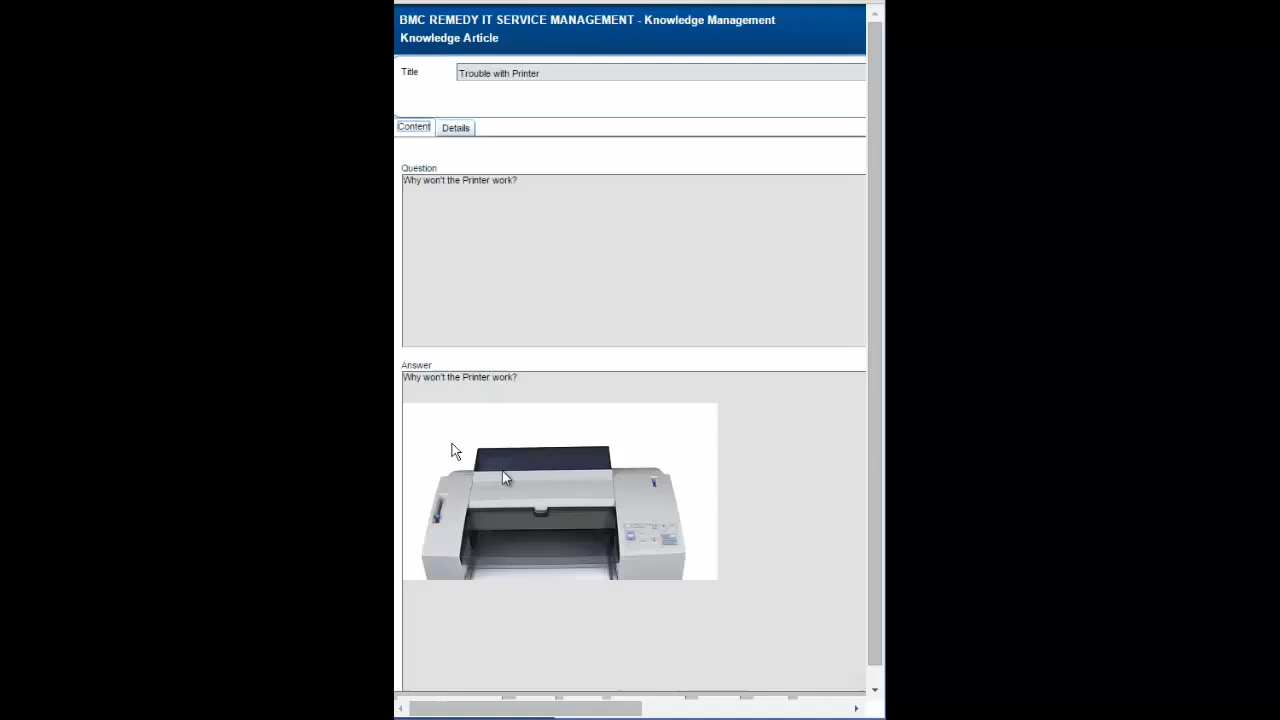 BMC REMEDY IT SERVICE MANAGEMENT - Knowledge Management
Knowledge Article
Title
Trouble with Printer
Content
Details
Question
Why won't the Printer work?
Answer
Why won't the Printer work?